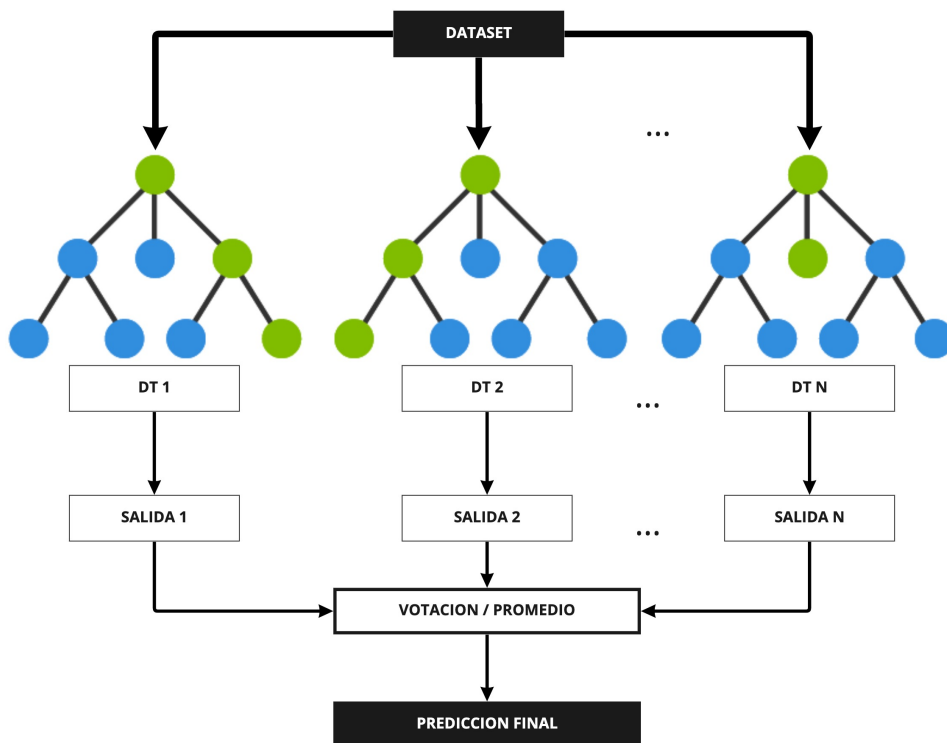 DATASET
...
DT 1
DT 2
...
DT N
SALIDA 1
SALIDA 2
...
SALIDA N
VOTACION / PROMEDIO
PREDICCION FINAL